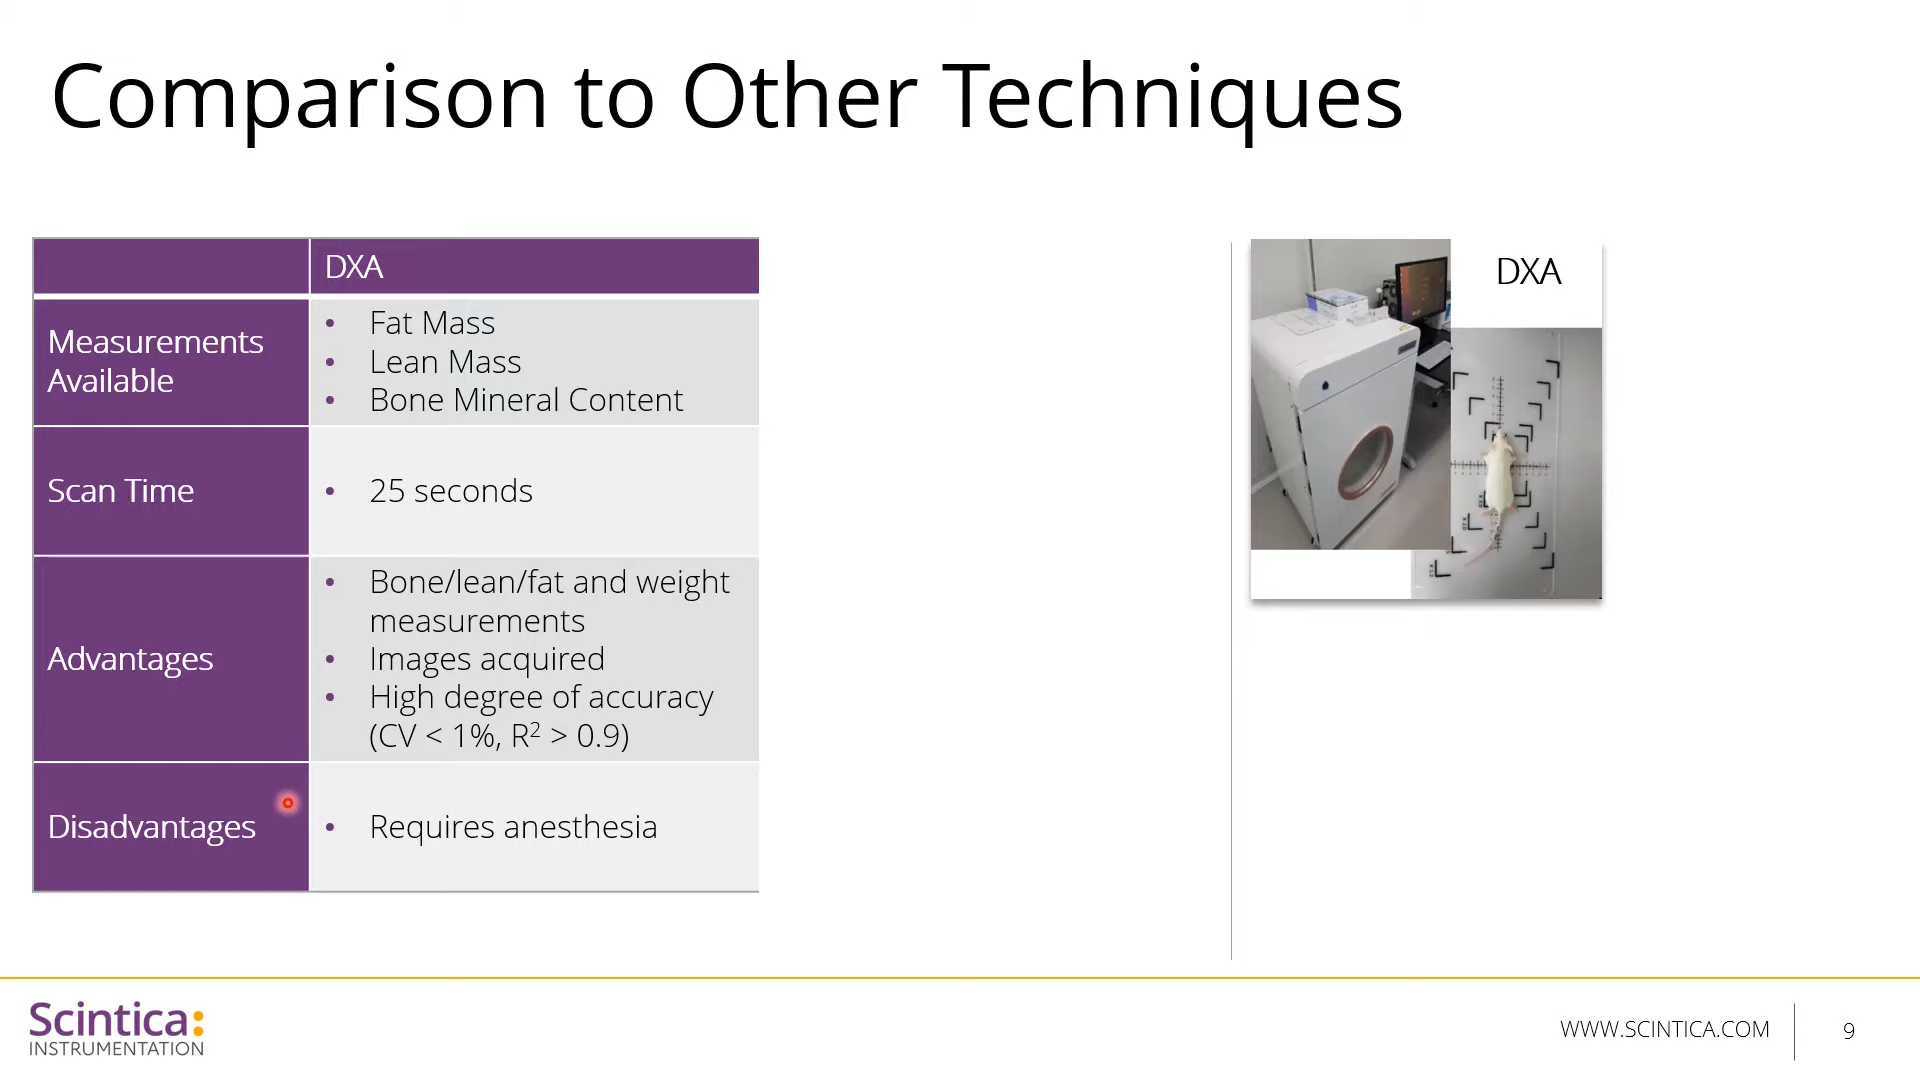 Comparison to Other Techniques
DXA
Measurements
Available
• Fat Mass
• Lean Mass
• Bone Mineral Content
Scan Time
• 25 seconds
Advantages
• Bone/lean/fat and weight
measurements
• Images acquired
• High degree of accuracy
(CV < 1%, R² > 0.9)
Disadvantages
• Requires anesthesia
DXA
Scintica:
INSTRUMENTATION
WWW.SCINTICA.COM
9